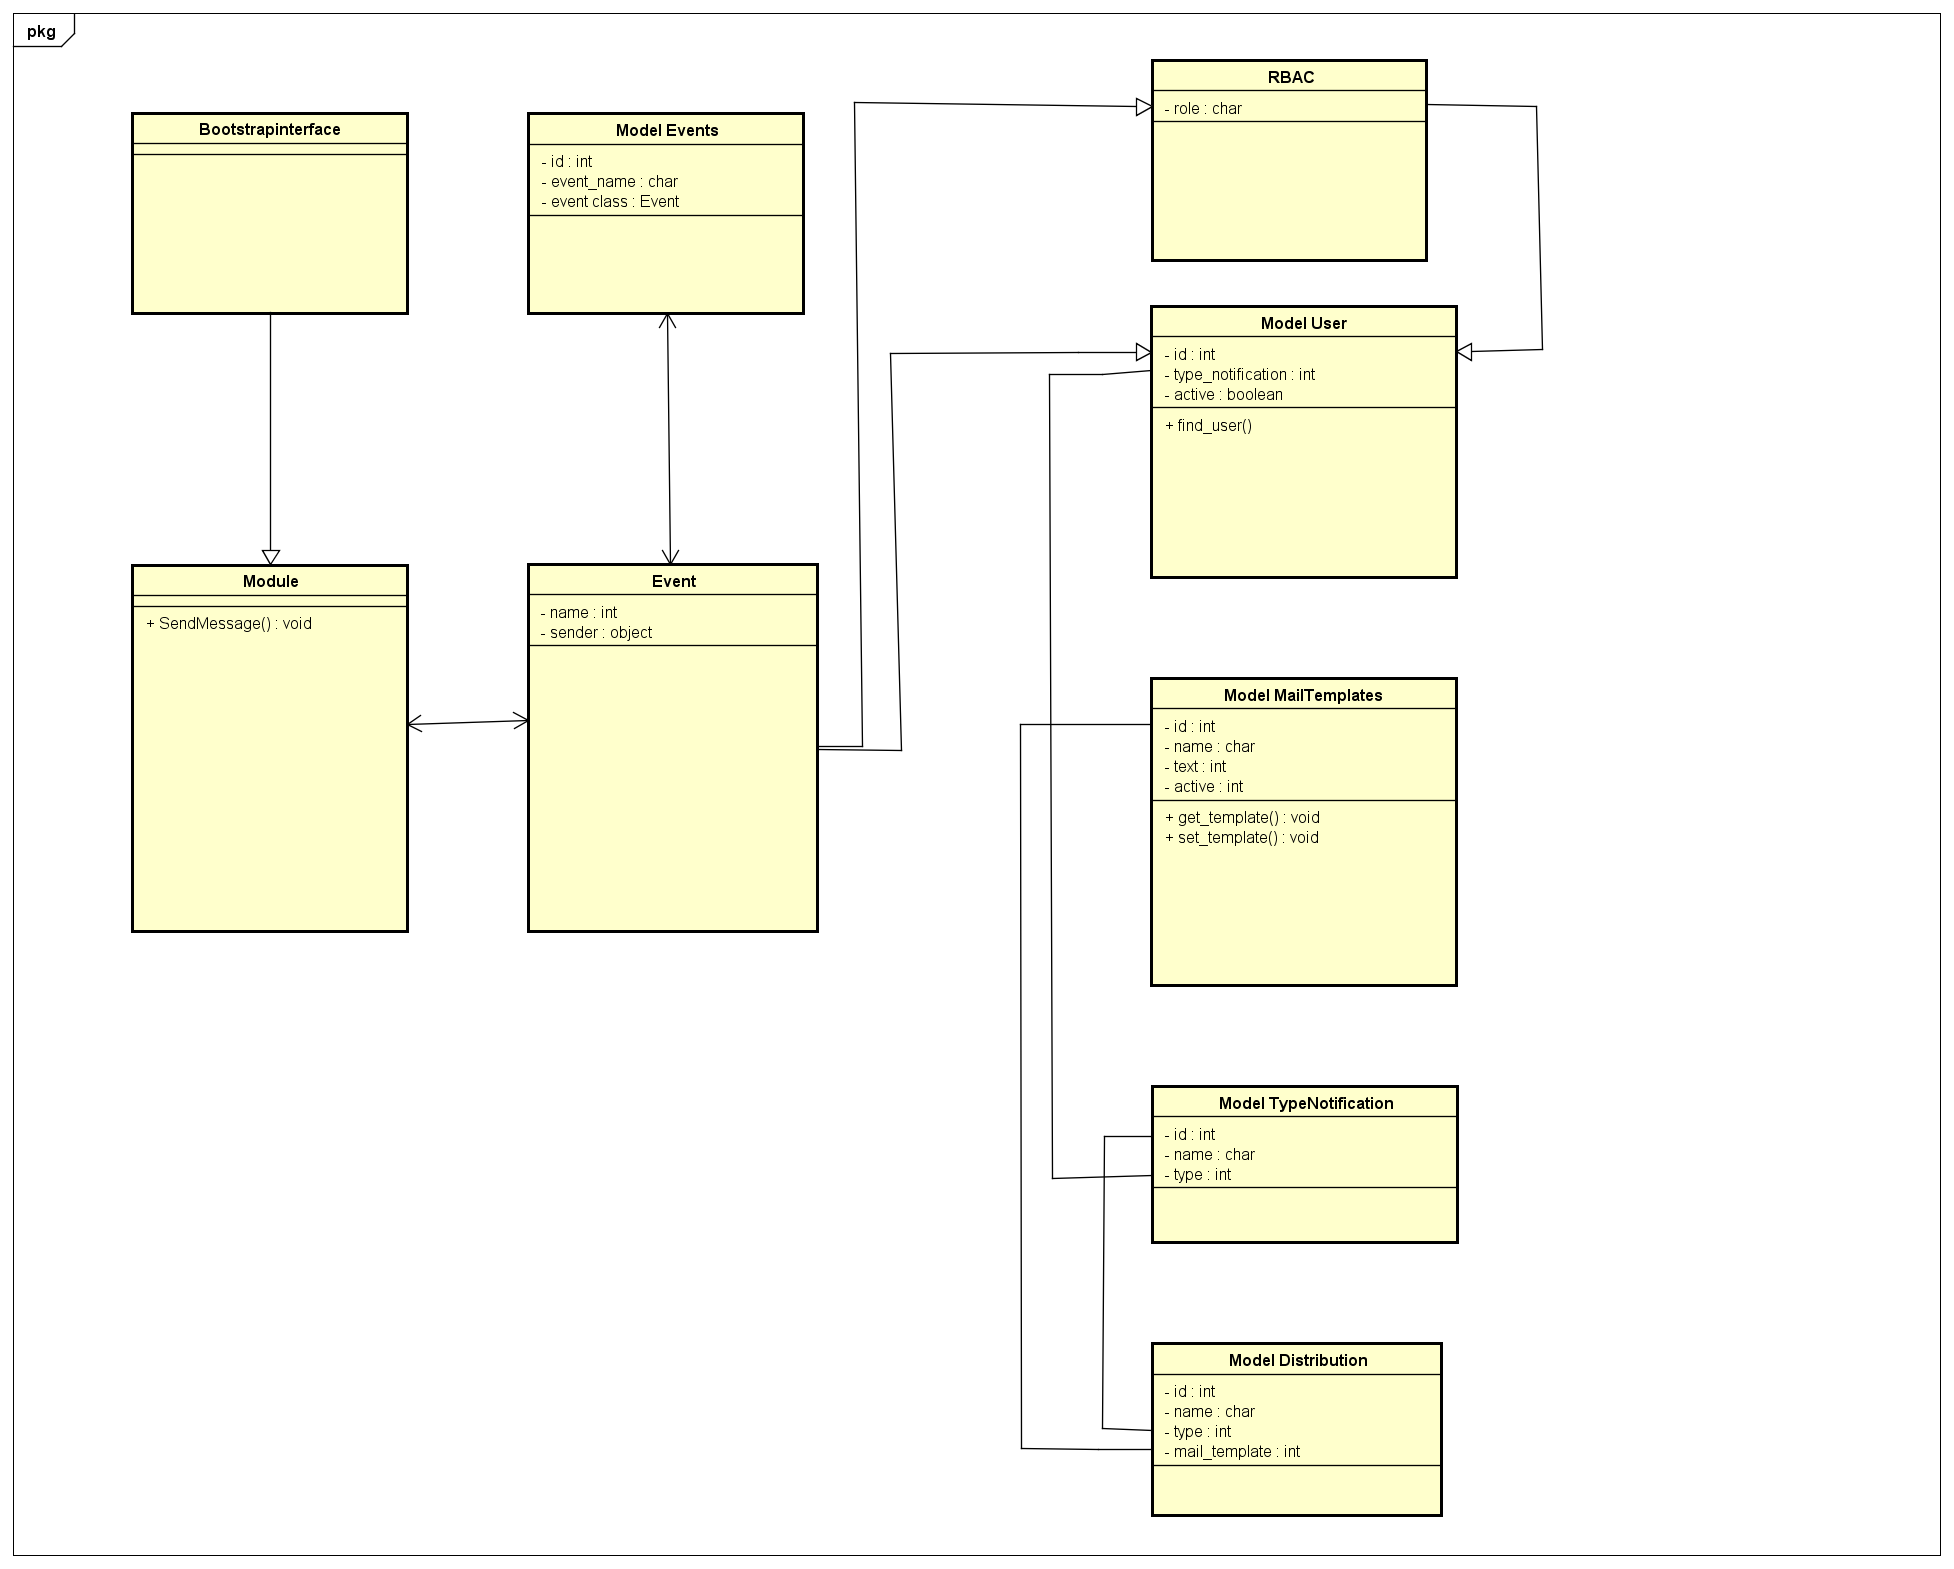 pkg
Bootstrapinterface
Model Events
- id : int
- event_name : char
- event class : Event
RBAC
- role : char
Model User
- id : int
- type_notification : int
- active : boolean
+ find_user()
Module
+ SendMessage() : void
Event
- name : int
- sender : object
Model MailTemplates
- id : int
- name : char
- text : int
- active : int
+ get_template() : void
+ set_template() : void
Model TypeNotification
- id : int
- name : char
- type : int
Model Distribution
- id : int
- name : char
- type : int
- mail_template : int